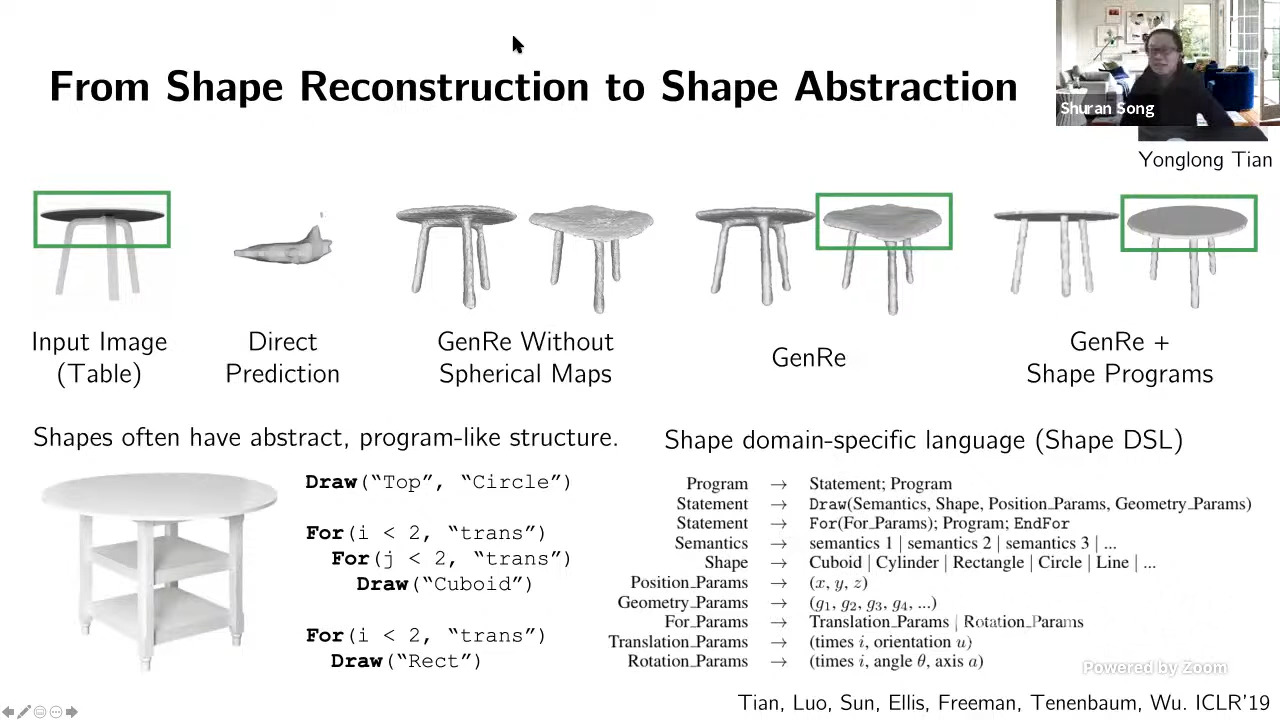 From Shape Reconstruction to Shape Abstraction
Shuran Song
Yonglong Tian
Input Image
(Table)
Direct
Prediction
GenRe Without
Spherical Maps
GenRe
GenRe +
Shape Programs
Shapes often have abstract, program-like structure.
Draw(“Top”, “Circle”)
For(i < 2, “trans”)
For(j < 2, “trans”)
Draw(“Cuboid”)
For(i < 2, “trans”)
Draw(“Rect”)
Shape domain-specific language (Shape DSL)
Program → Statement; Program
Statement → Draw(Semantics, Shape, Position_Params, Geometry_Params)
Statement → For(For_Params); Program; EndFor
Semantics → semantics 1 | semantics 2 | semantics 3 | ...
Shape → Cuboid | Cylinder | Rectangle | Circle | Line | ...
Position_Params → (x, y, z)
Geometry_Params → (g₁, g₂, g₃, g₄, ...)
For_Params → Translation_Params | Rotation_Params
Translation_Params → (times i, orientation u)
Rotation_Params → (times i, angle θ, axis a)
Powered by Zoom
Tian, Luo, Sun, Ellis, Freeman, Tenenbaum, Wu. ICLR’19